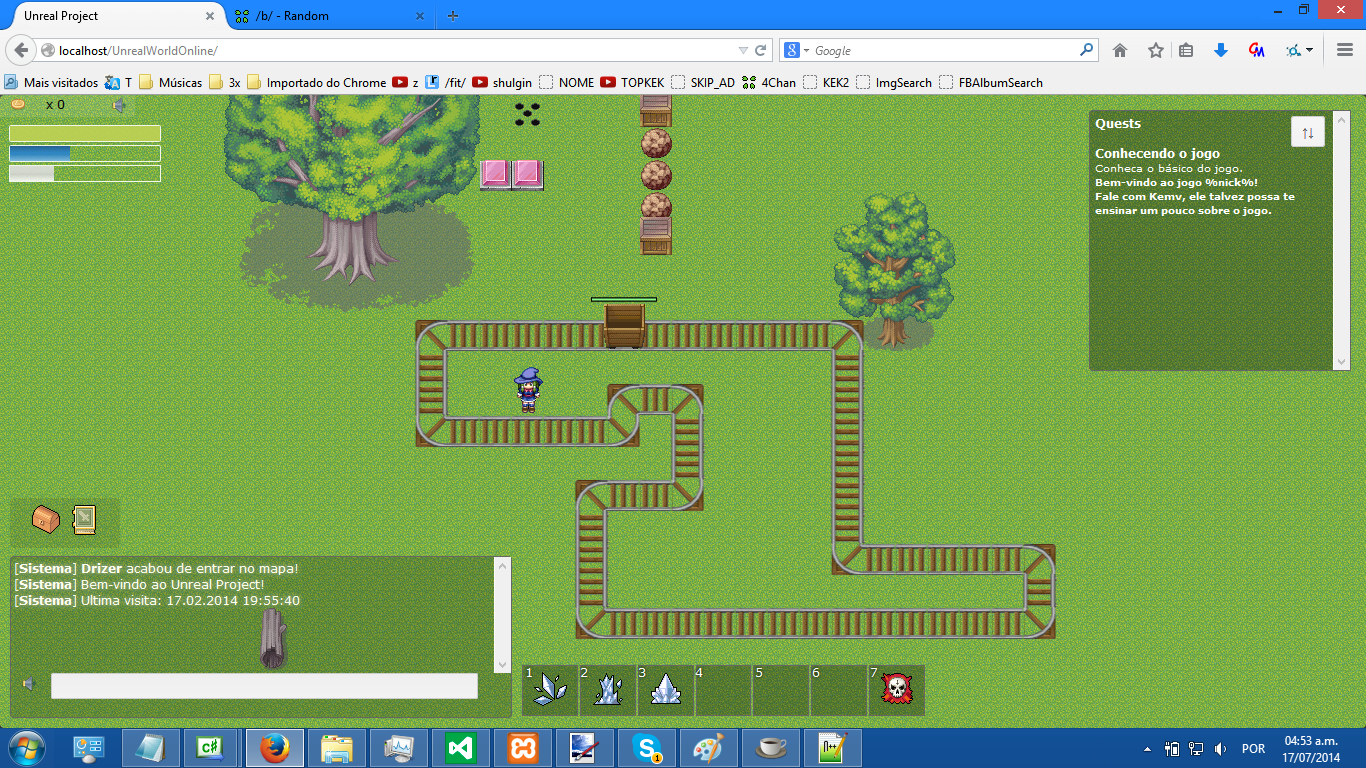 Unreal Project
/b/ - Random
localhost/UnrealWorldOnline/
Google
Mais visitados T Músicas 3x Importado do Chrome z /fit/ shulgin NOME TOPKEK SKIP_AD 4Chan KEK2 ImgSearch FBAlbumSearch
x 0
Quests
Conhecendo o jogo
Conheca o básico do jogo.
Bem-vindo ao jogo %nick%!
Fale com Kemv, ele talvez possa te
ensinar um pouco sobre o jogo.
[Sistema] Drizer acabou de entrar no mapa!
[Sistema] Bem-vindo ao Unreal Project!
[Sistema] Ultima visita: 17.02.2014 19:55:40
1 2 3 4 5 6 7
POR
04:53 a.m.
17/07/2014